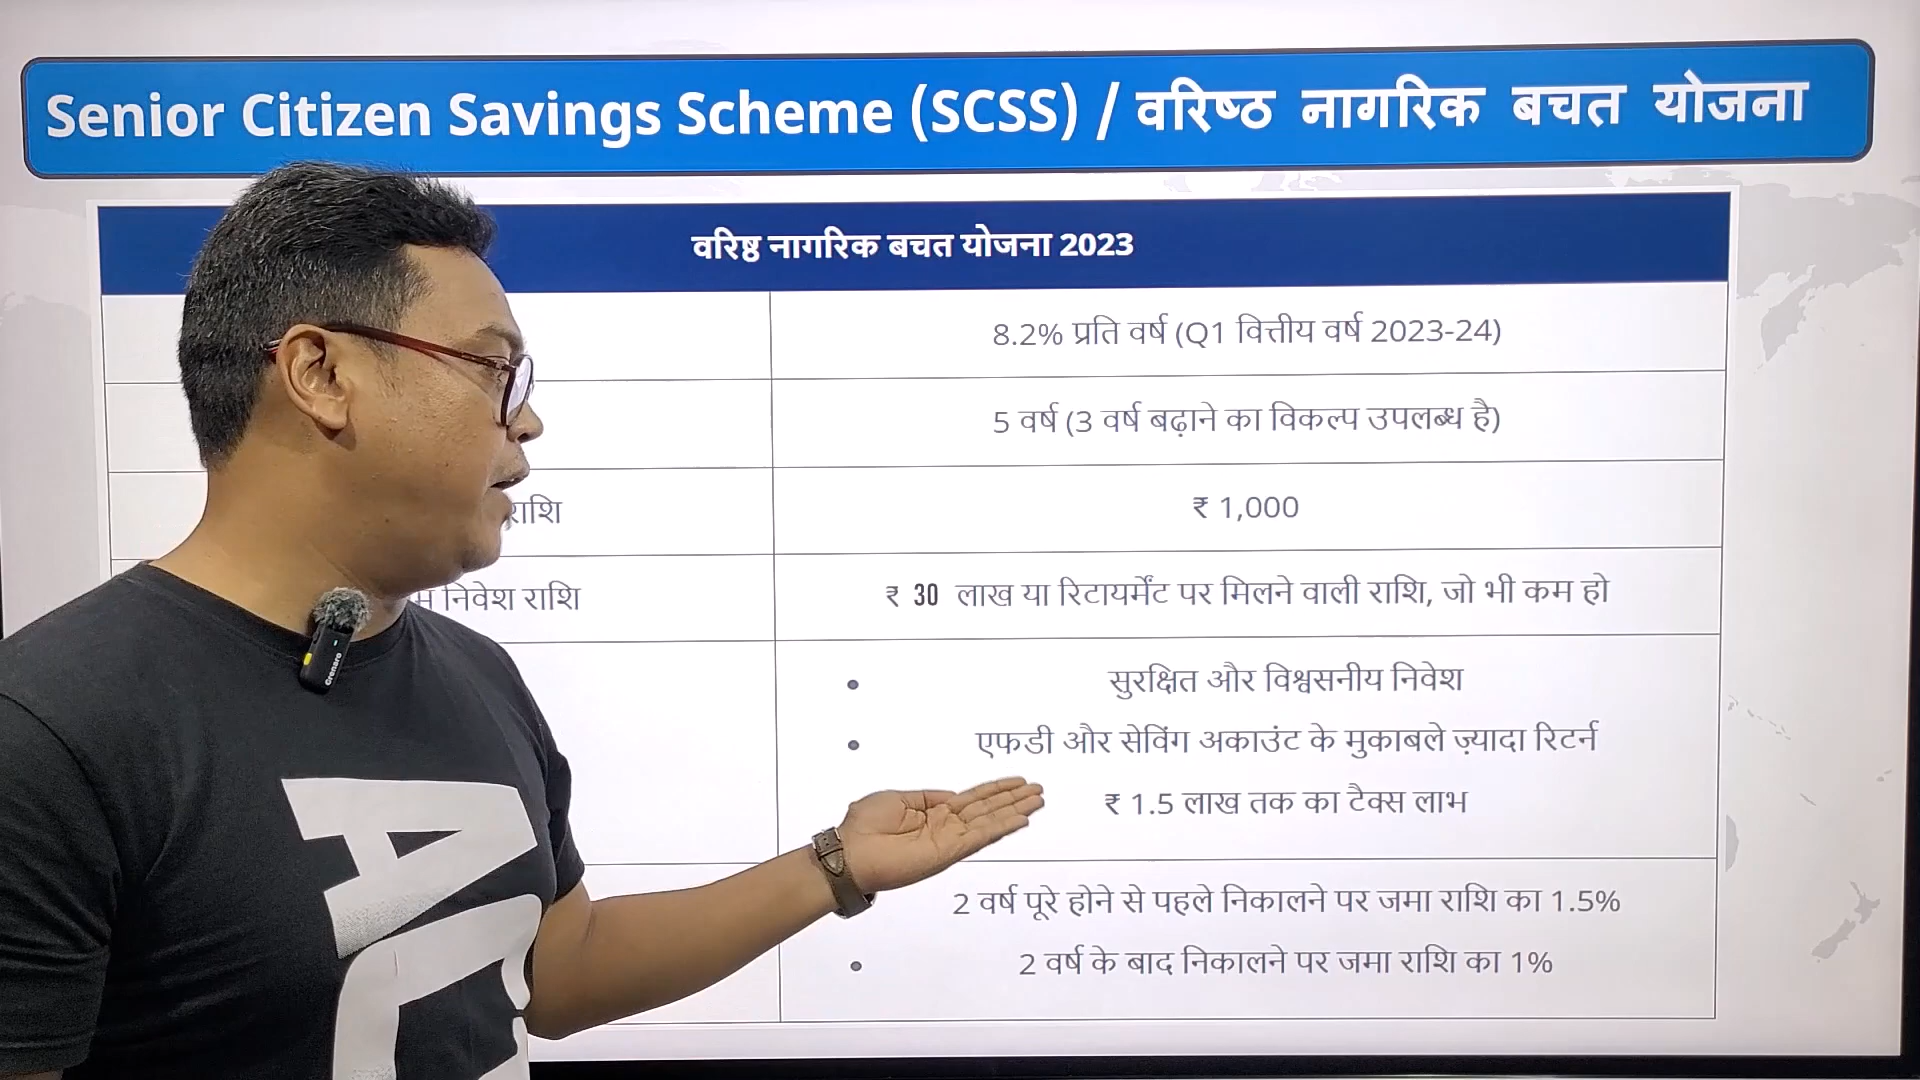 Senior Citizen Savings Scheme (SCSS) / वरिष्ठ नागरिक बचत योजना
वरिष्ठ नागरिक बचत योजना 2023
8.2% प्रति वर्ष (Q1 वित्तीय वर्ष 2023-24)
5 वर्ष (3 वर्ष बढ़ाने का विकल्प उपलब्ध है)
राशि
₹ 1,000
निवेश राशि
₹ 30 लाख या रिटायर्मेंट पर मिलने वाली राशि, जो भी कम हो
• सुरक्षित और विश्वसनीय निवेश
• एफडी और सेविंग अकाउंट के मुकाबले ज़्यादा रिटर्न
₹ 1.5 लाख तक का टैक्स लाभ
2 वर्ष पूरे होने से पहले निकालने पर जमा राशि का 1.5%
• 2 वर्ष के बाद निकालने पर जमा राशि का 1%
Grenaro